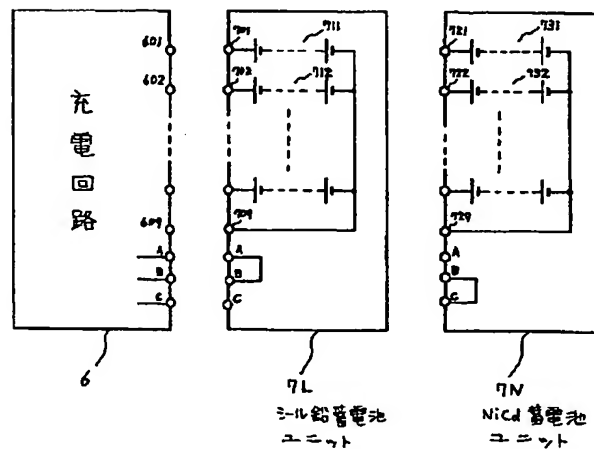 充電回路
601
602
609
A
B
C
6
701
702
711
712
709
A
B
C
7L
シール鉛蓄電池
ユニット
721
722
731
732
729
A
B
C
7N
NiCd 蓄電池
ユニット